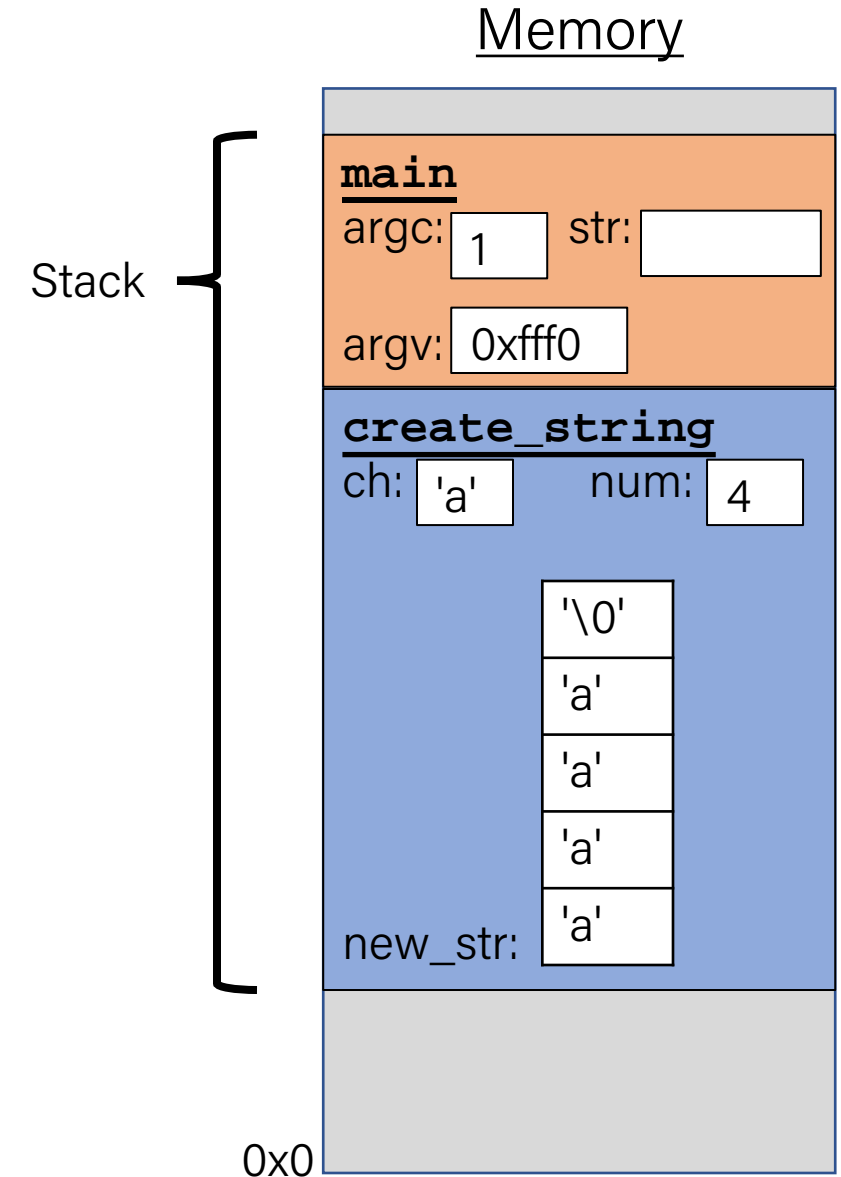 Memory
main
argc: 1 str:
Stack
argv: 0xfff0
create_string
ch: 'a' num: 4
'\0'
'a'
'a'
'a'
new_str: 'a'
0x0